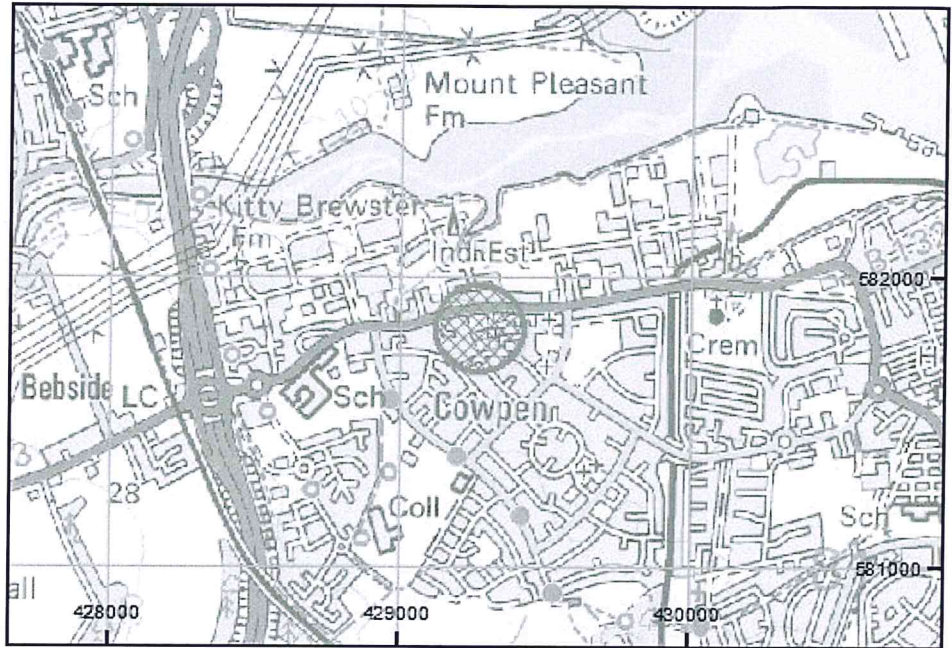 Sch
Mount Pleasant
Fm
Kitty Brewster
Fm
Ind Est
582000
Crem
Bebside
LC
Sch
Cowpen
28
Coll
Sch
581000
all
428000
429000
430000